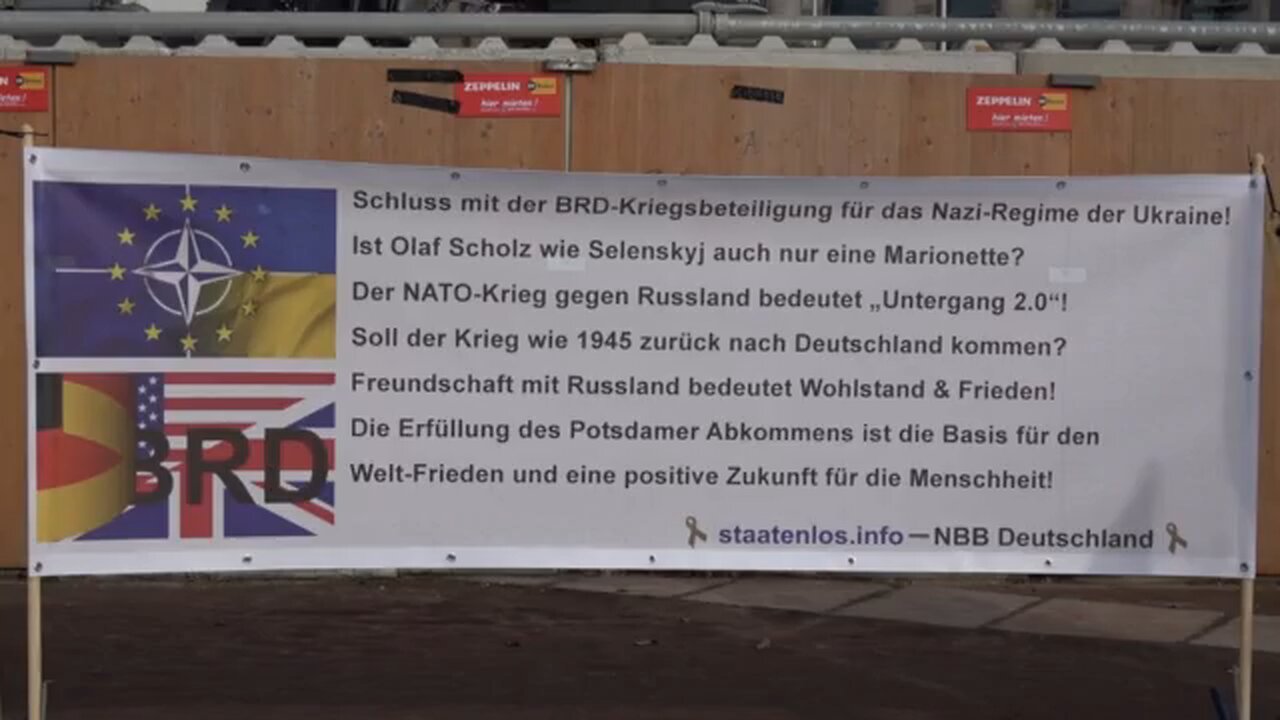 ZEPPELIN
hier mieten!
ZEPPELIN
hier mieten!
Schluss mit der BRD-Kriegsbeteiligung für das Nazi-Regime der Ukraine!
Ist Olaf Scholz wie Selenskyj auch nur eine Marionette?
Der NATO-Krieg gegen Russland bedeutet „Untergang 2.0“!
Soll der Krieg wie 1945 zurück nach Deutschland kommen?
Freundschaft mit Russland bedeutet Wohlstand & Frieden!
Die Erfüllung des Potsdamer Abkommens ist die Basis für den
Welt-Frieden und eine positive Zukunft für die Menschheit!
BRD
staatenlos.info — NBB Deutschland